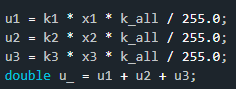 u1 = k1 * x1 * k_all / 255.0;
u2 = k2 * x2 * k_all / 255.0;
u3 = k3 * x3 * k_all / 255.0;
double u_ = u1 + u2 + u3;